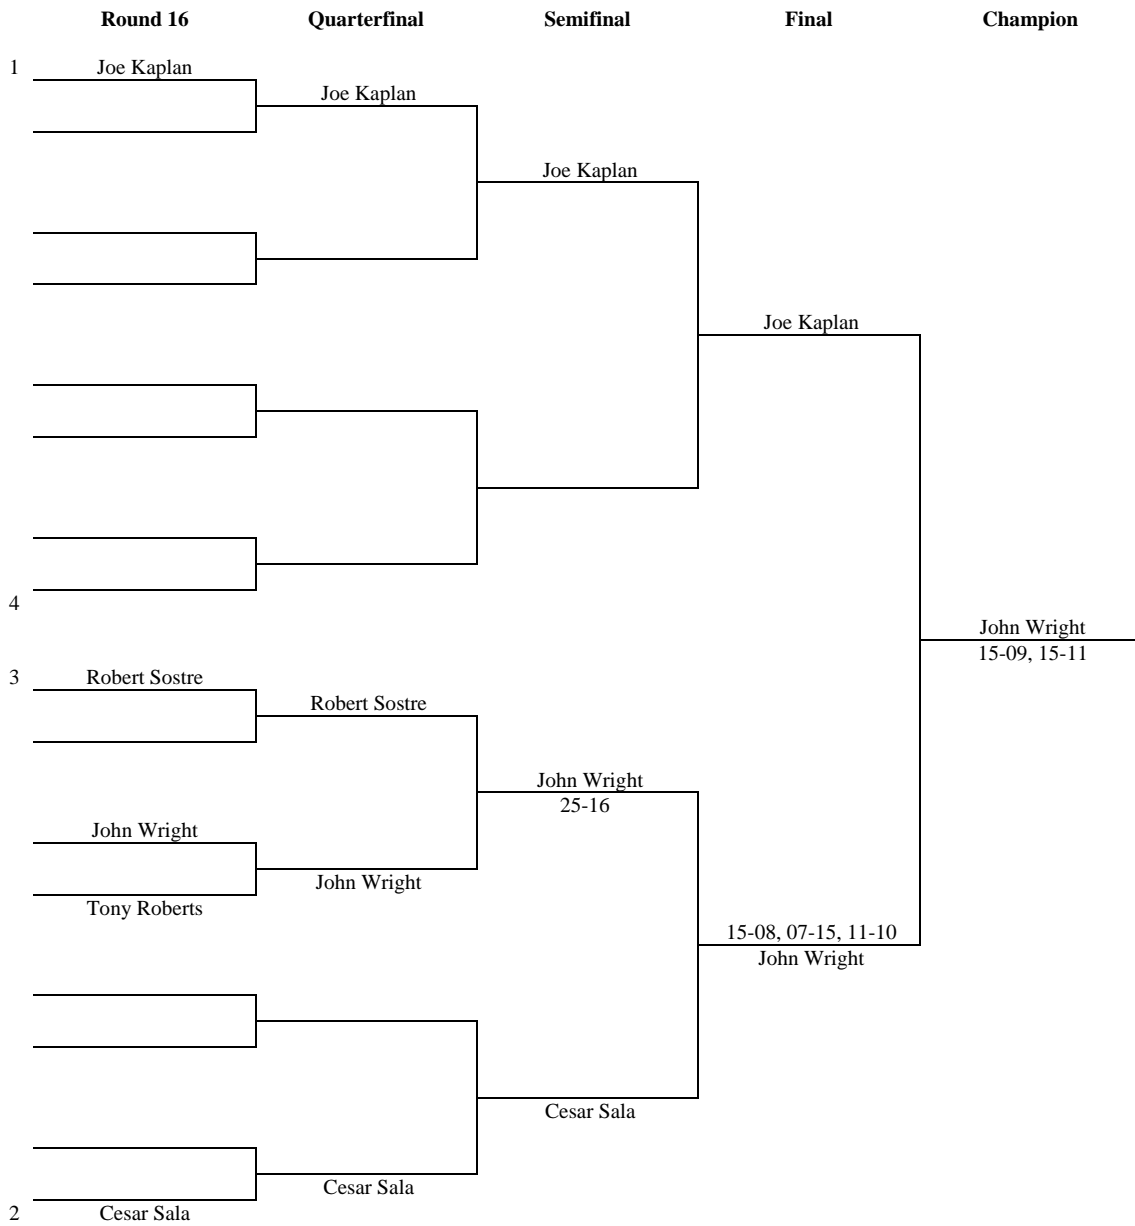 Round 16 Quarterfinal Semifinal Final Champion
1 Joe Kaplan
Joe Kaplan
Joe Kaplan
Joe Kaplan
4
John Wright
15-09, 15-11
3 Robert Sostre
Robert Sostre
John Wright
25-16
John Wright
John Wright
Tony Roberts
15-08, 07-15, 11-10
John Wright
Cesar Sala
Cesar Sala
2 Cesar Sala